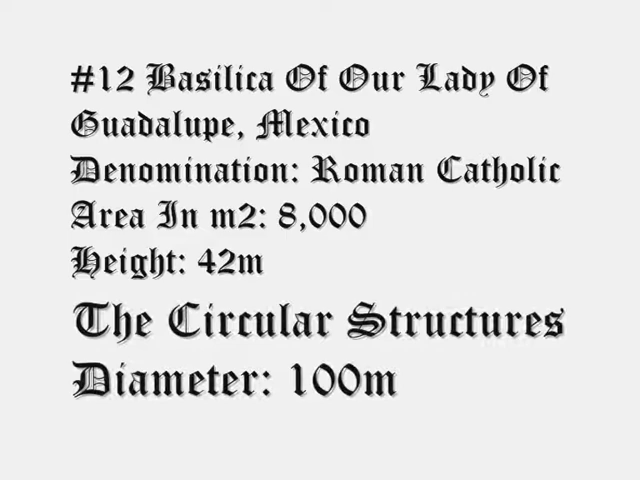 #12 Basilica Of Our Lady Of
Guadalupe, Mexico
Denomination: Roman Catholic
Area In m2: 8,000
Height: 42m
The Circular Structures
Diameter: 100m